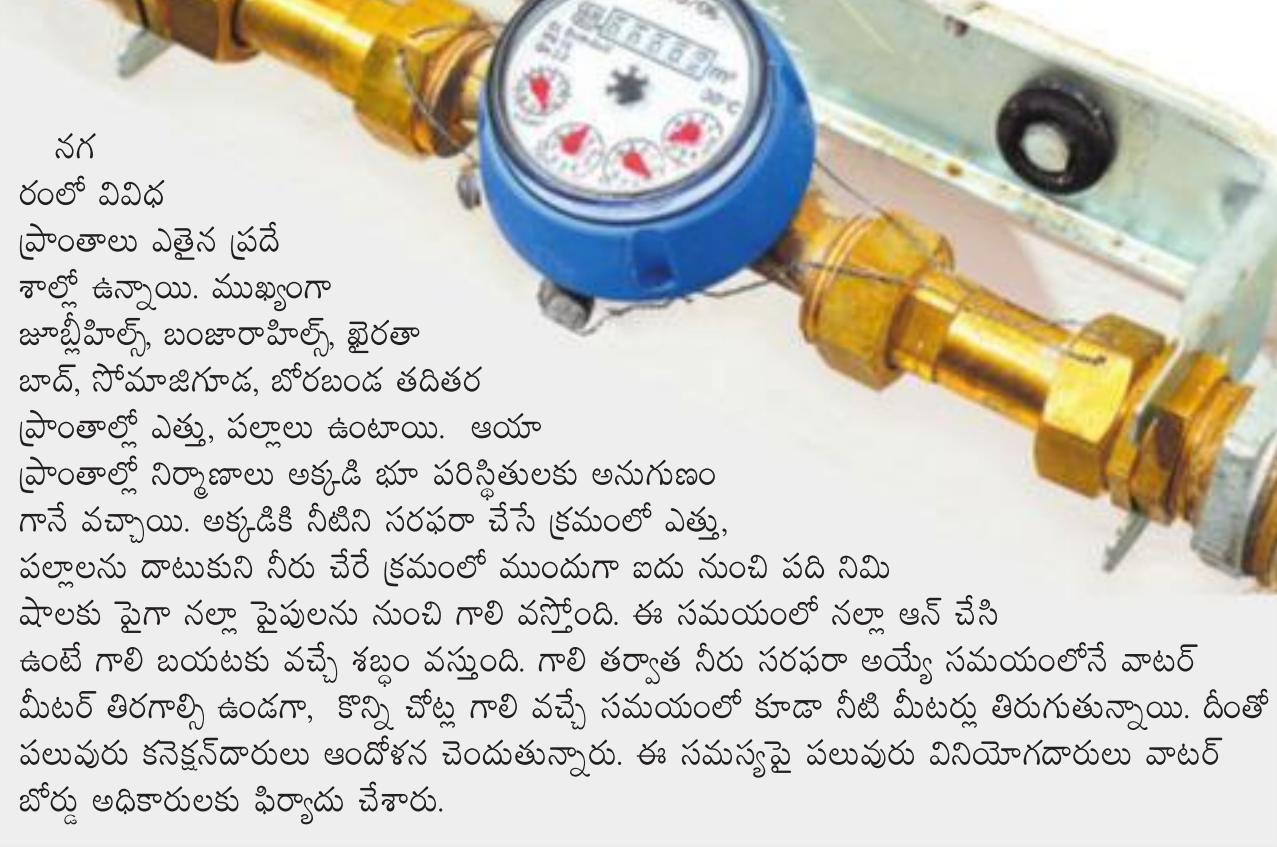 నగ
రంలో వివిధ
ప్రాంతాలు ఎతైన ప్రదే
శాల్లో ఉన్నాయి. ముఖ్యంగా
జూబ్లీహిల్స్, బంజారాహిల్స్, ఖైరతా
బాద్, సోమాజిగూడ, బోరబండ తదితర
ప్రాంతాల్లో ఎత్తు, పల్లాలు ఉంటాయి. ఆయా
ప్రాంతాల్లో నిర్మాణాలు అక్కడి భూ పరిస్థితులకు అనుగుణం
గానే వచ్చాయి. అక్కడికి నీటిని సరఫరా చేసే క్రమంలో ఎత్తు,
పల్లాలను దాటుకుని నీరు చేరే క్రమంలో ముందుగా ఐదు నుంచి పది నిమి
షాలకు పైగా నల్లా పైపులను నుంచి గాలి వస్తోంది. ఈ సమయంలో నల్లా ఆన్ చేసి
ఉంటే గాలి బయటకు వచ్చే శబ్ధం వస్తుంది. గాలి తర్వాత నీరు సరఫరా అయ్యే సమయంలోనే వాటర్
మీటర్ తిరగాల్సి ఉండగా, కొన్ని చోట్ల గాలి వచ్చే సమయంలో కూడా నీటి మీటర్లు తిరుగుతున్నాయి. దీంతో
పలువురు కనెక్షన్‌దారులు ఆందోళన చెందుతున్నారు. ఈ సమస్యపై పలువురు వినియోగదారులు వాటర్
బోర్డు అధికారులకు ఫిర్యాదు చేశారు.
m³
30°C